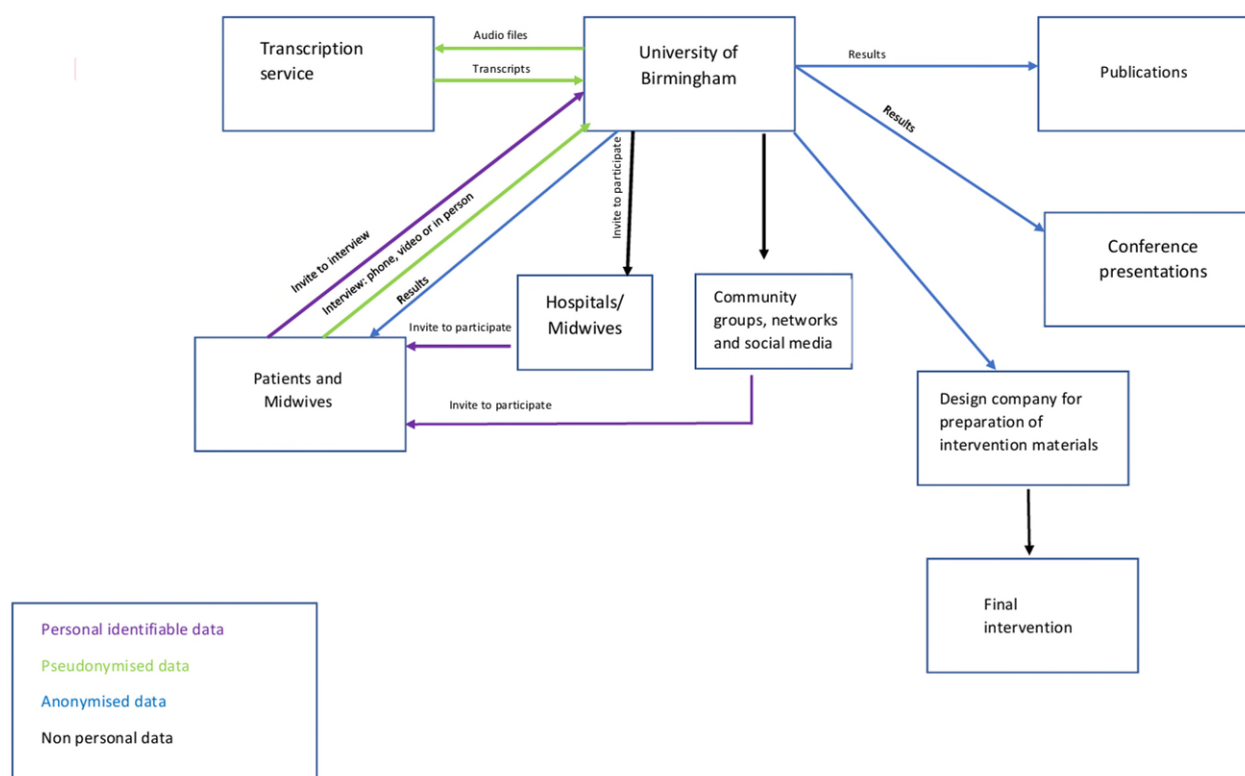 Transcription
service
Audio files
Transcripts
University of
Birmingham
Results
Publications
Results
Conference
presentations
Invite to participate
Invite to interview
Interview: phone, video or in person
Results
Hospitals/
Midwives
Community
groups, networks
and social media
Invite to participate
Patients and
Midwives
Invite to participate
Design company for
preparation of
intervention materials
Final
intervention
Personal identifiable data
Pseudonymised data
Anonymised data
Non personal data